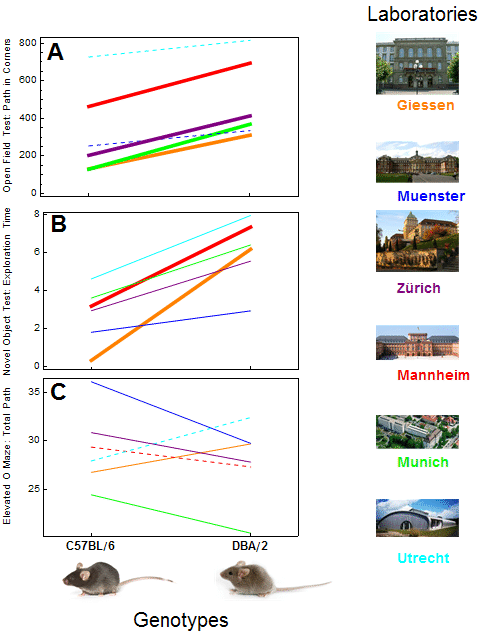 Laboratories
A
Open Field Test: Path in Corners
800
600
400
200
0
B
Novel Object Test: Exploration Time
8
6
4
2
0
C
Elevated O Maze: Total Path
35
30
25
C57BL/6
DBA/2
Genotypes
Giessen
Muenster
Zürich
Mannheim
Munich
Utrecht